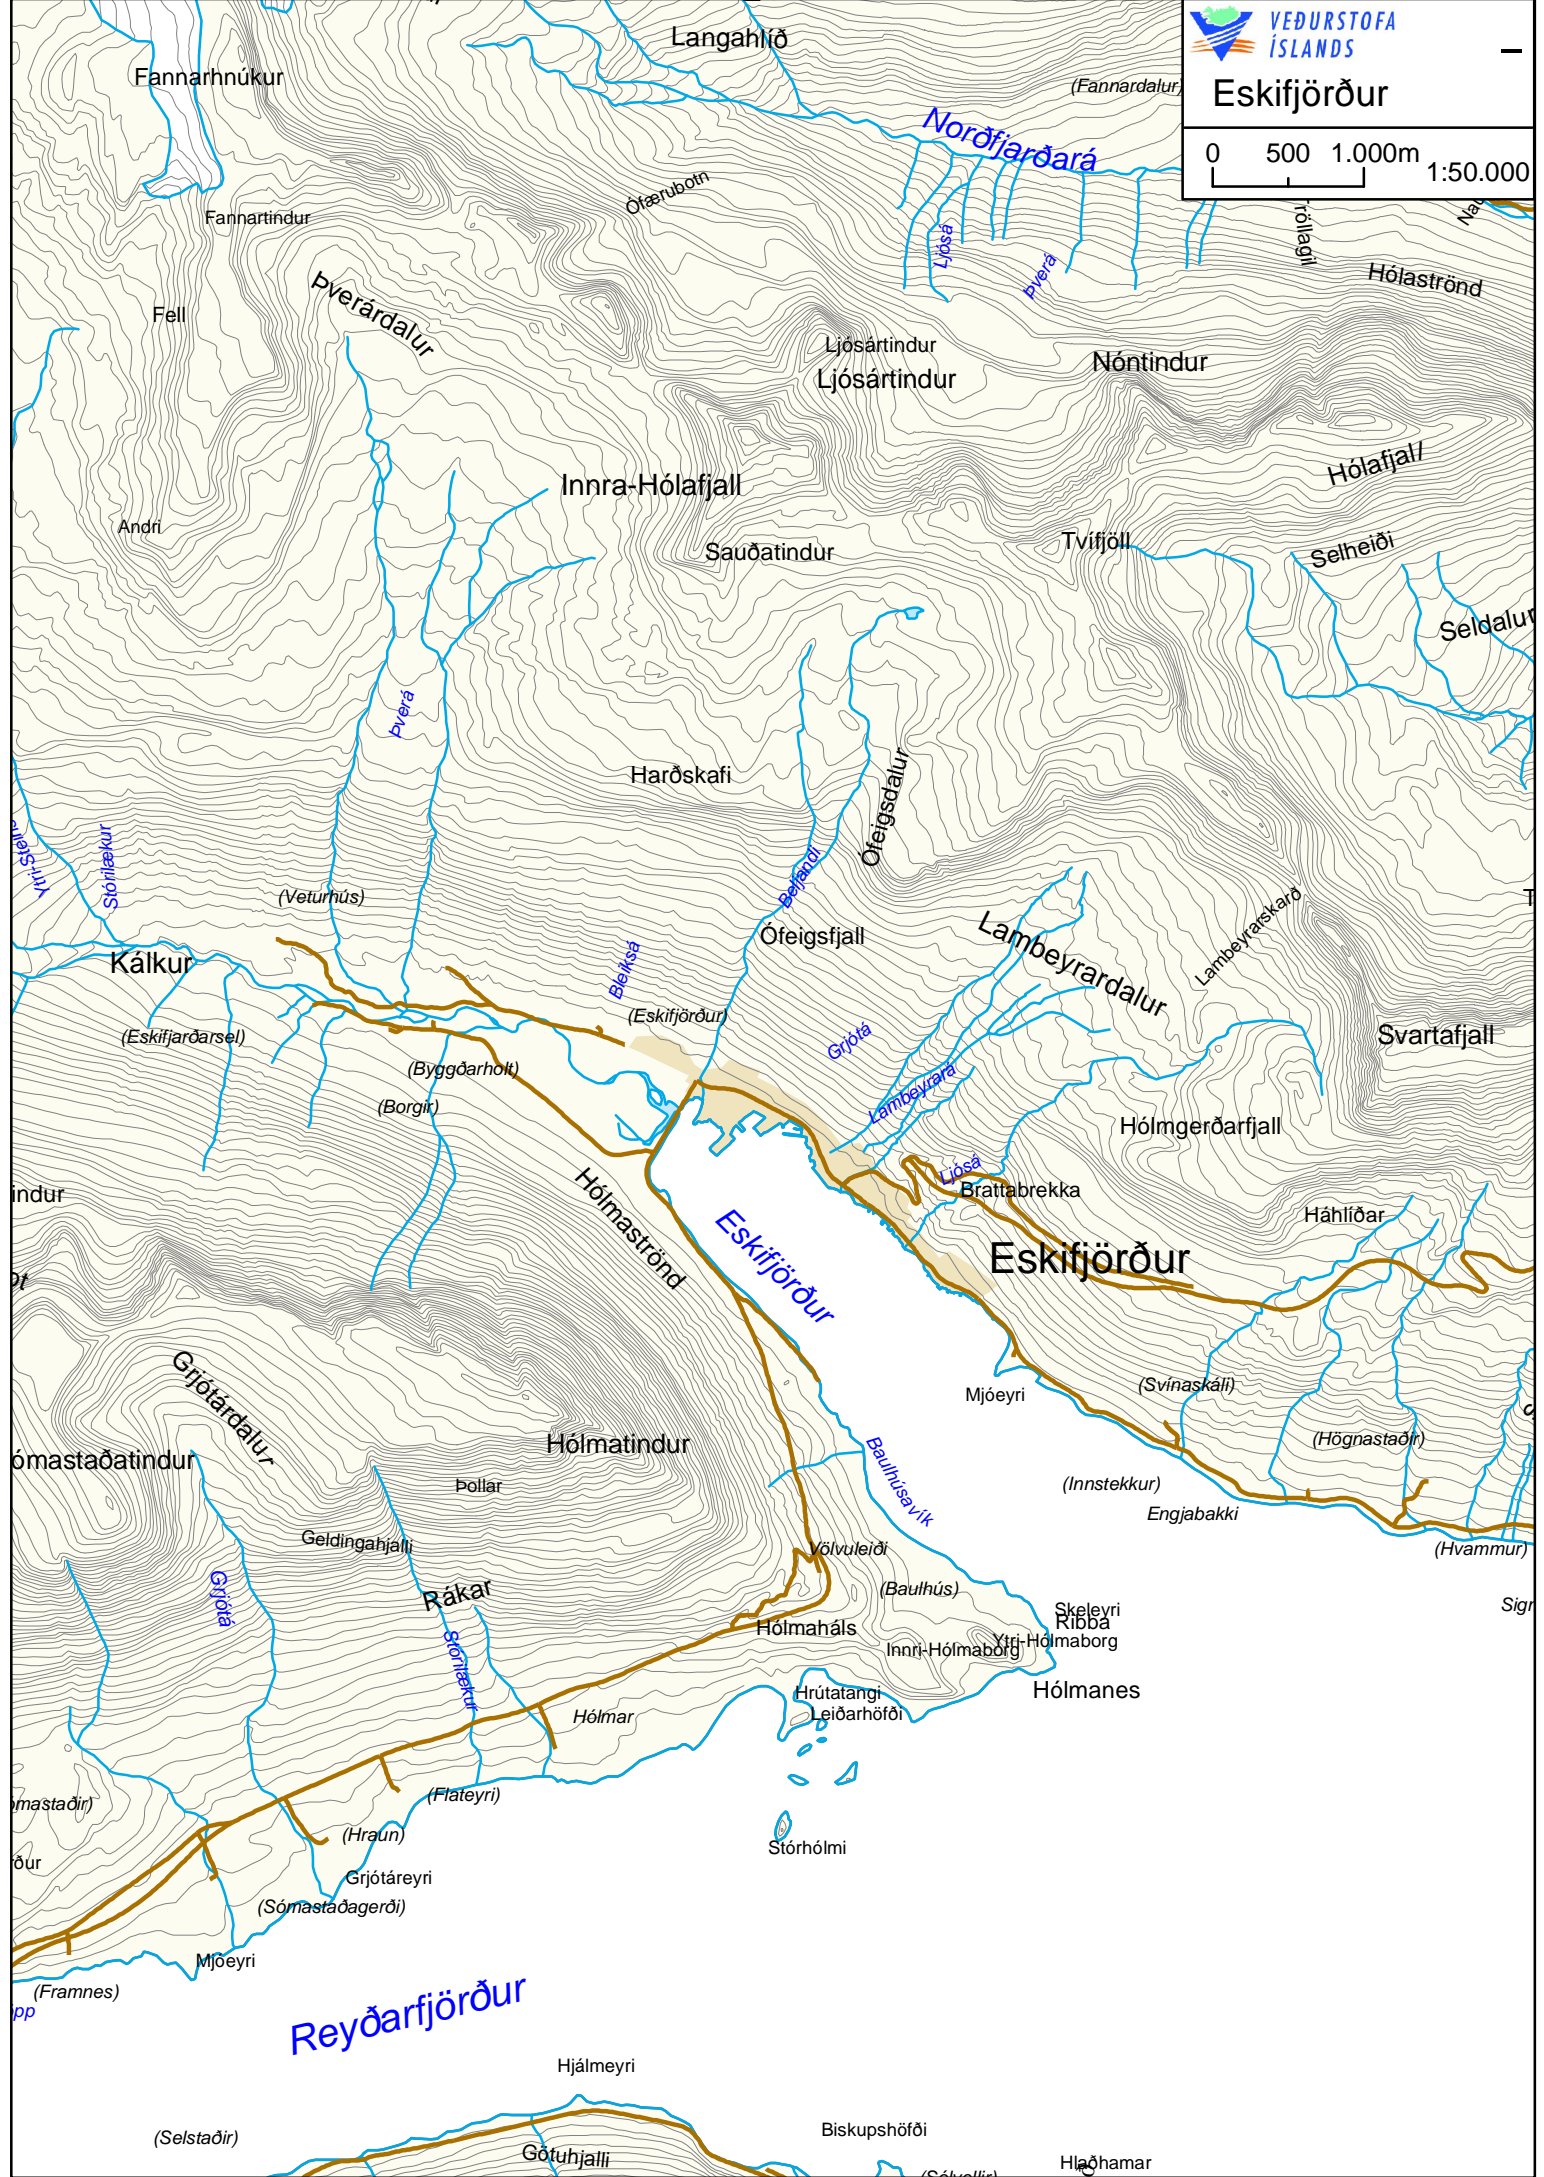 VEÐURSTOFA
ÍSLANDS
Eskifjörður
0 500 1.000m
1:50.000
Langahlíð
Fannarhnúkur
(Fannardalur)
Norðfjarðará
Ófærubotn
Fannartindur
Ljósá
Þverá
Hólaströnd
Þverárdalur
Fell
Ljósártindur
Ljósártindur
Nóntindur
Innra-Hólafjall
Andri
Sauðatindur
Tvífjöll
Selheiði
Seldalur
Þverá
Harðskafi
Ófeigsdalur
Stórilækur
(Veturhús)
Beljandi
Bleiksá
Ófeigsfjall
Lambeyrardalur
Lambeyrarskarð
Kálkur
(Eskifjarðarsel)
(Eskifjörður)
Grjótá
Svartafjall
(Byggðarholt)
(Borgir)
Lambeyrará
Hólmgerðarfjall
Ljósá
Brattabrekka
indur
Hólmaströnd
Eskifjörður
Háhlíðar
Eskifjörður
Grjótárdalur
Mjóeyri
(Svínaskáli)
(Högnastaðir)
ómastaðatindur
Hólmatindur
Þollar
Baulhúsavík
(Innstekkur)
Engjabakki
Geldingahjalli
Völvuleiði
(Hvammur)
Grjótá
Rákar
(Baulhús)
Skeleyri
Ribba
Sigr
Hólmaháls
Innri-Hólmaborg
Ytri-Hólmaborg
Stórilækur
Hólmanes
Hrútatangi
Leiðarhöfði
Hólmar
(Flateyri)
ómastaðir)
(Hraun)
Stórhólmi
ður
Grjótáreyri
(Sómastaðagerði)
Mjóeyri
(Framnes)
Reyðarfjörður
Hjálmeyri
(Selstaðir)
Biskupshöfði
Götuhjalli
Hlaðhamar